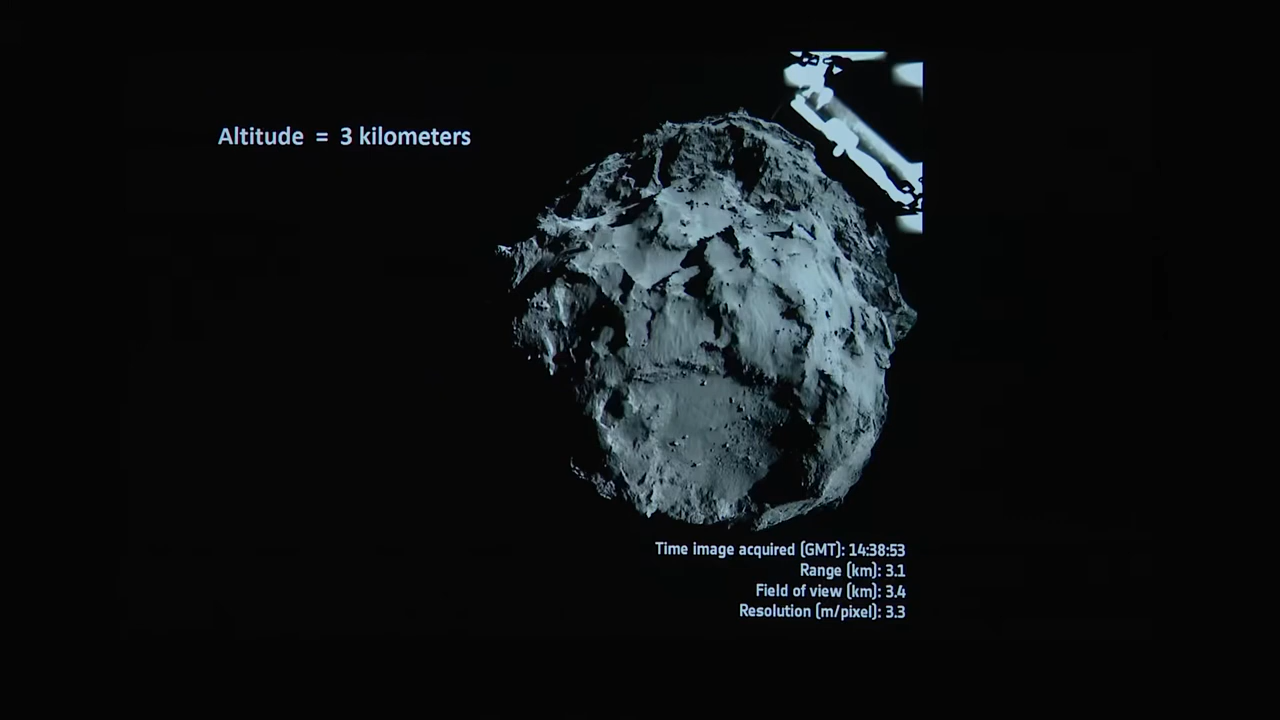 Altitude = 3 kilometers
Time image acquired (GMT): 14:38:53
Range (km): 3.1
Field of view (km): 3.4
Resolution (m/pixel): 3.3